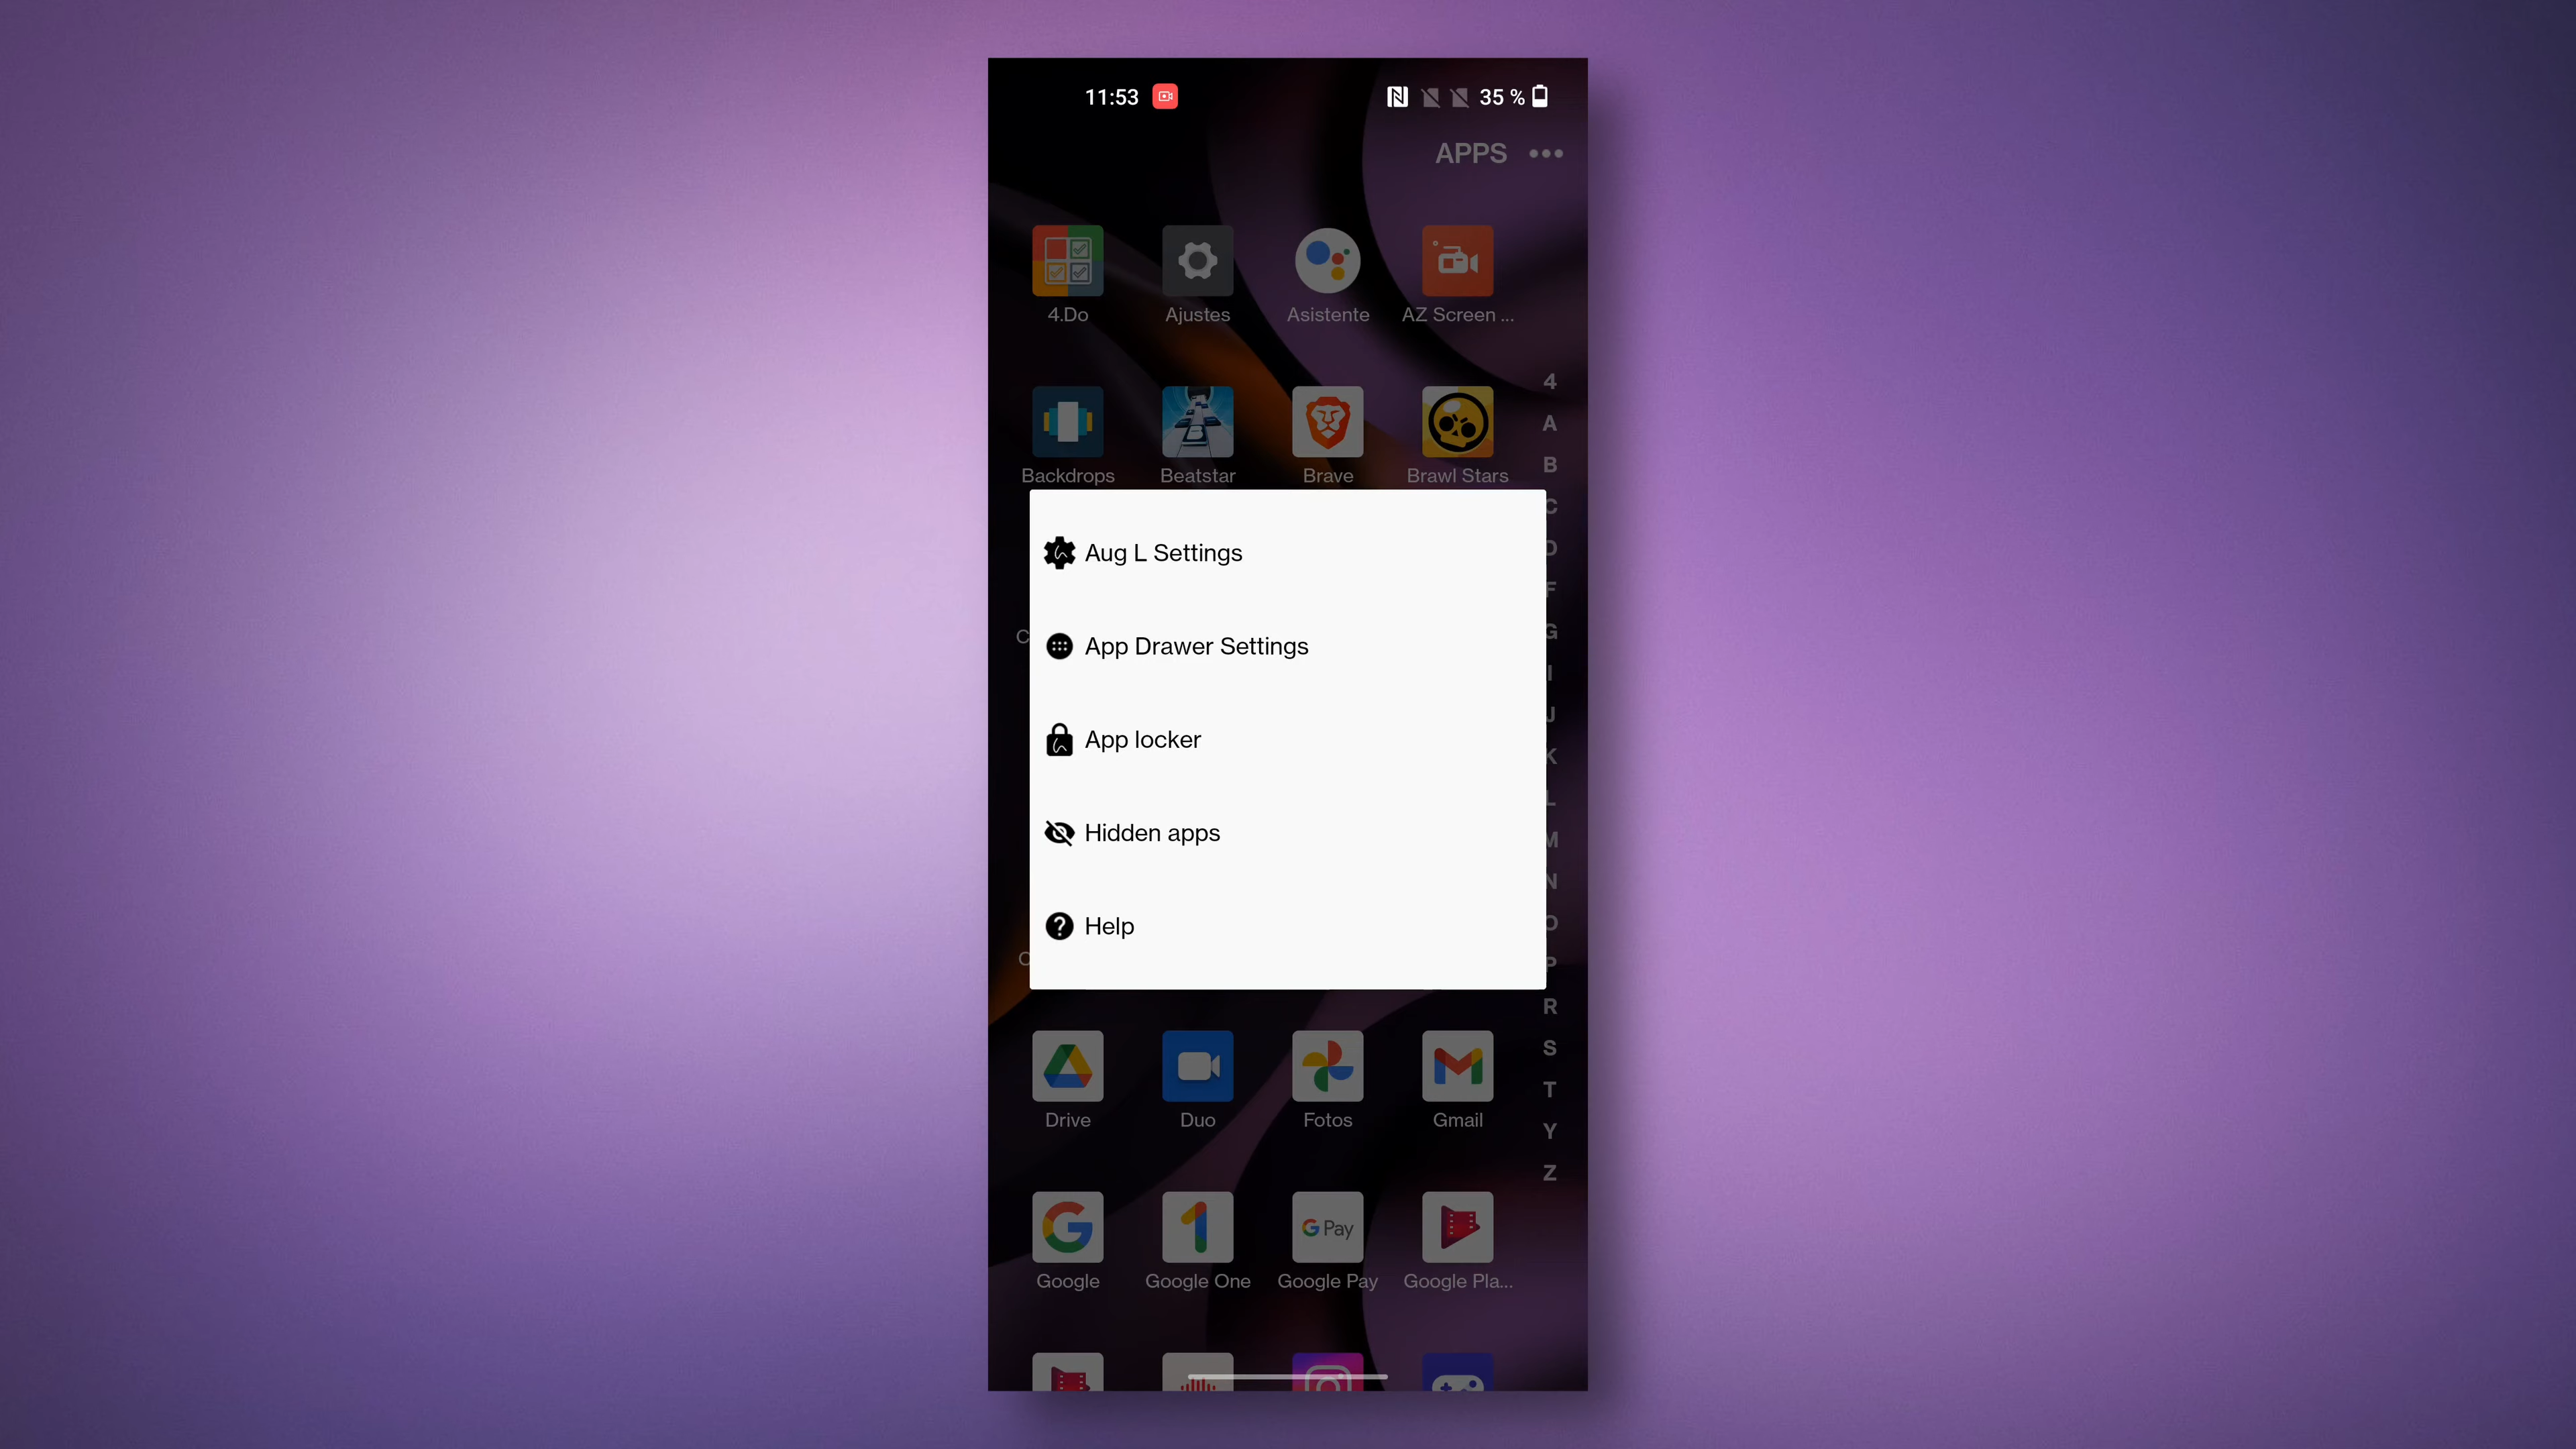 11:53 35 %
APPS
4.Do Ajustes Asistente AZ Screen ...
Backdrops Beatstar Brave Brawl Stars
4
A
B
C
D
F
G
I
J
K
L
M
N
O
P
R
S
T
Y
Z
Aug L Settings
App Drawer Settings
App locker
Hidden apps
Help
Drive Duo Fotos Gmail
G Pay
Google Google One Google Pay Google Pla...